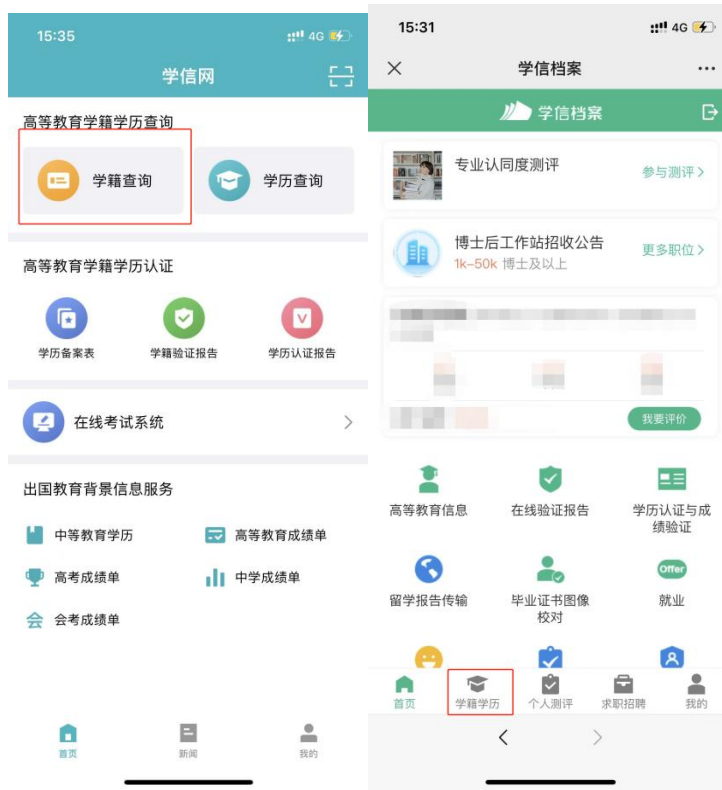 15:35
4G
学信网
高等教育学籍学历查询
学籍查询
学历查询
高等教育学籍学历认证
学历备案表
学籍验证报告
学历认证报告
在线考试系统
出国教育背景信息服务
中等教育学历
高等教育成绩单
高考成绩单
中学成绩单
会 会考成绩单
首页
新闻
我的
15:31
4G
学信档案
学信档案
专业认同度测评
参与测评
博士后工作站招收公告
1k–50k 博士及以上
更多职位
我要评价
高等教育信息
在线验证报告
学历认证与成
绩验证
留学报告传输
毕业证书图像
校对
Offer
就业
首页
学籍学历
个人测评
求职招聘
我的